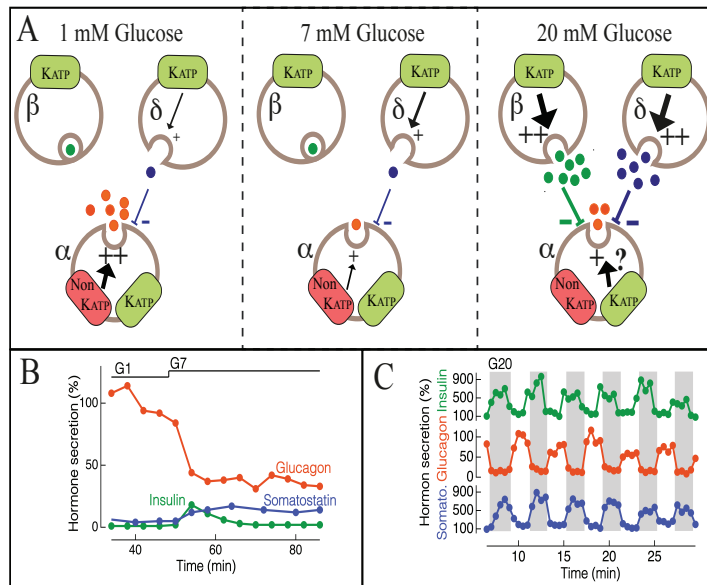 A
1 mM Glucose
7 mM Glucose
20 mM Glucose
KATP
KATP
KATP
KATP
KATP
KATP
β
δ
β
δ
β
δ
+
+
++
++
-
-
-
-
α
++
α
+
α
+
?
Non
KATP
KATP
Non
KATP
KATP
Non
KATP
KATP
B
G1
G7
Hormone secretion (%)
100
50
0
Glucagon
Insulin
Somatostatin
40
60
80
Time (min)
C
G20
Hormon secretion (%)
Somato. Glucagon Insulin
900
500
100
100
50
0
900
500
100
10
15
20
25
Time (min)